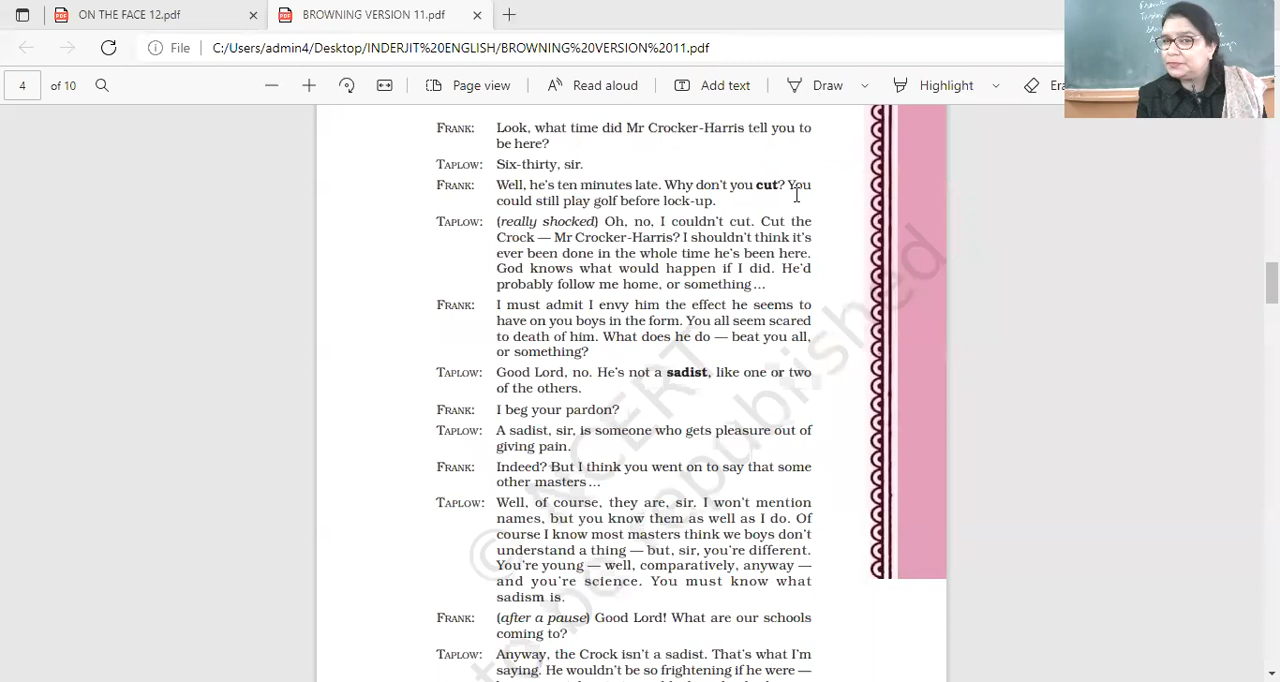 ON THE FACE 12.pdf
BROWNING VERSION 11.pdf
File C:/Users/admin4/Desktop/INDERJIT%20ENGLISH/BROWNING%20VERSION%2011.pdf
4 of 10 Page view Read aloud Add text Draw Highlight Era
FRANK: Look, what time did Mr Crocker-Harris tell you to
be here?
TAPLOW: Six-thirty, sir.
FRANK: Well, he's ten minutes late. Why don't you cut? You
could still play golf before lock-up.
TAPLOW: (really shocked) Oh, no, I couldn't cut. Cut the
Crock — Mr Crocker-Harris? I shouldn't think it's
ever been done in the whole time he's been here.
God knows what would happen if I did. He'd
probably follow me home, or something...
FRANK: I must admit I envy him the effect he seems to
have on you boys in the form. You all seem scared
to death of him. What does he do — beat you all,
or something?
TAPLOW: Good Lord, no. He's not a sadist, like one or two
of the others.
FRANK: I beg your pardon?
TAPLOW: A sadist, sir, is someone who gets pleasure out of
giving pain.
FRANK: Indeed? But I think you went on to say that some
other masters...
TAPLOW: Well, of course, they are, sir. I won't mention
names, but you know them as well as I do. Of
course I know most masters think we boys don't
understand a thing — but, sir, you're different.
You're young — well, comparatively, anyway —
and you're science. You must know what
sadism is.
FRANK: (after a pause) Good Lord! What are our schools
coming to?
TAPLOW: Anyway, the Crock isn't a sadist. That's what I'm
saying. He wouldn't be so frightening if he were —
© NCERT
to be republished